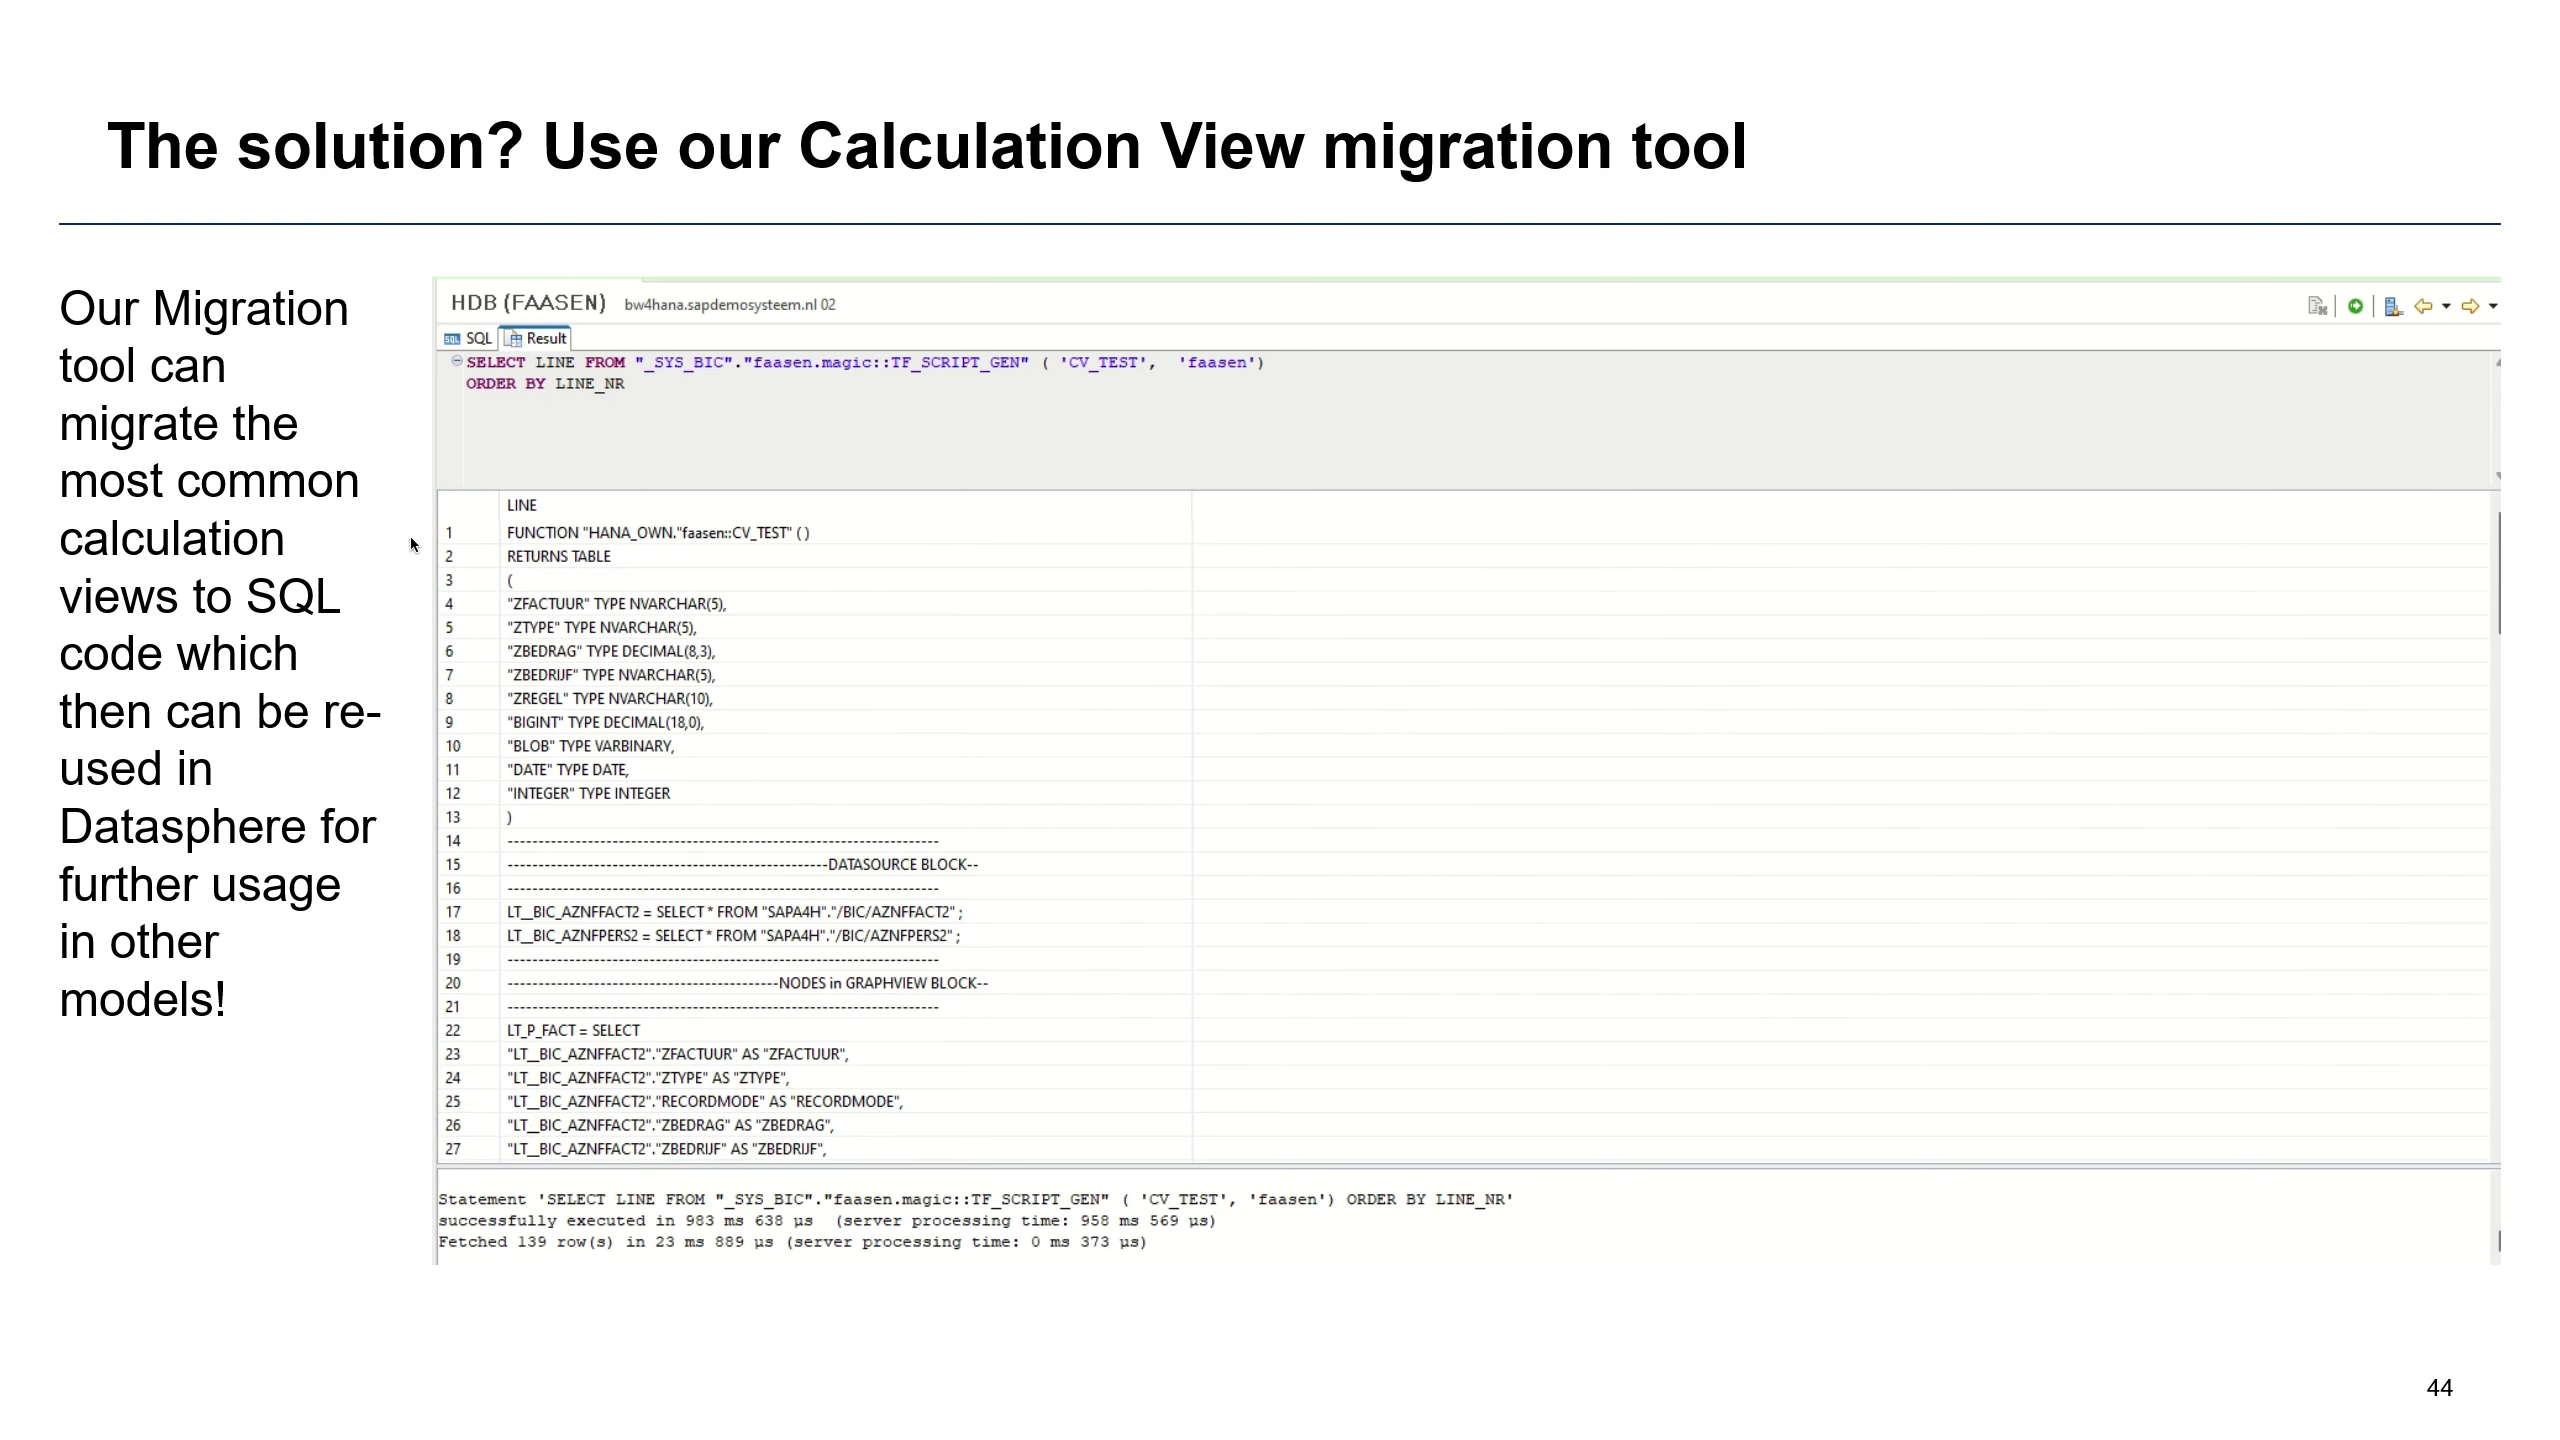 The solution? Use our Calculation View migration tool
Our Migration
tool can
migrate the
most common
calculation
views to SQL
code which
then can be re-
used in
Datasphere for
further usage
in other
models!
HDB (FAASEN) bw4hana.sapdemosysteem.nl 02
SQL Result
SELECT LINE FROM "_SYS_BIC"."faasen.magic::TF_SCRIPT_GEN" ( 'CV_TEST', 'faasen')
ORDER BY LINE_NR
LINE
1 FUNCTION "HANA_OWN."faasen::CV_TEST" ( )
2 RETURNS TABLE
3 (
4 "ZFACTUUR" TYPE NVARCHAR(5),
5 "ZTYPE" TYPE NVARCHAR(5),
6 "ZBEDRAG" TYPE DECIMAL(8,3),
7 "ZBEDRIJF" TYPE NVARCHAR(5),
8 "ZREGEL" TYPE NVARCHAR(10),
9 "BIGINT" TYPE DECIMAL(18,0),
10 "BLOB" TYPE VARBINARY,
11 "DATE" TYPE DATE,
12 "INTEGER" TYPE INTEGER
13 )
14 ----------------------------------------------------------------------
15 ----------------------------------------------------DATASOURCE BLOCK--
16 ----------------------------------------------------------------------
17 LT__BIC_AZNFFACT2 = SELECT * FROM "SAPA4H"."/BIC/AZNFFACT2" ;
18 LT__BIC_AZNFPERS2 = SELECT * FROM "SAPA4H"."/BIC/AZNFPERS2" ;
19 ----------------------------------------------------------------------
20 --------------------------------------------NODES in GRAPHVIEW BLOCK--
21 ----------------------------------------------------------------------
22 LT_P_FACT = SELECT
23 "LT__BIC_AZNFFACT2"."ZFACTUUR" AS "ZFACTUUR",
24 "LT__BIC_AZNFFACT2"."ZTYPE" AS "ZTYPE",
25 "LT__BIC_AZNFFACT2"."RECORDMODE" AS "RECORDMODE",
26 "LT__BIC_AZNFFACT2"."ZBEDRAG" AS "ZBEDRAG",
27 "LT__BIC_AZNFFACT2"."ZBEDRIJF" AS "ZBEDRIJF",
Statement 'SELECT LINE FROM "_SYS_BIC"."faasen.magic::TF_SCRIPT_GEN" ( 'CV_TEST', 'faasen') ORDER BY LINE_NR'
successfully executed in 983 ms 638 µs (server processing time: 958 ms 569 µs)
Fetched 139 row(s) in 23 ms 889 µs (server processing time: 0 ms 373 µs)
44